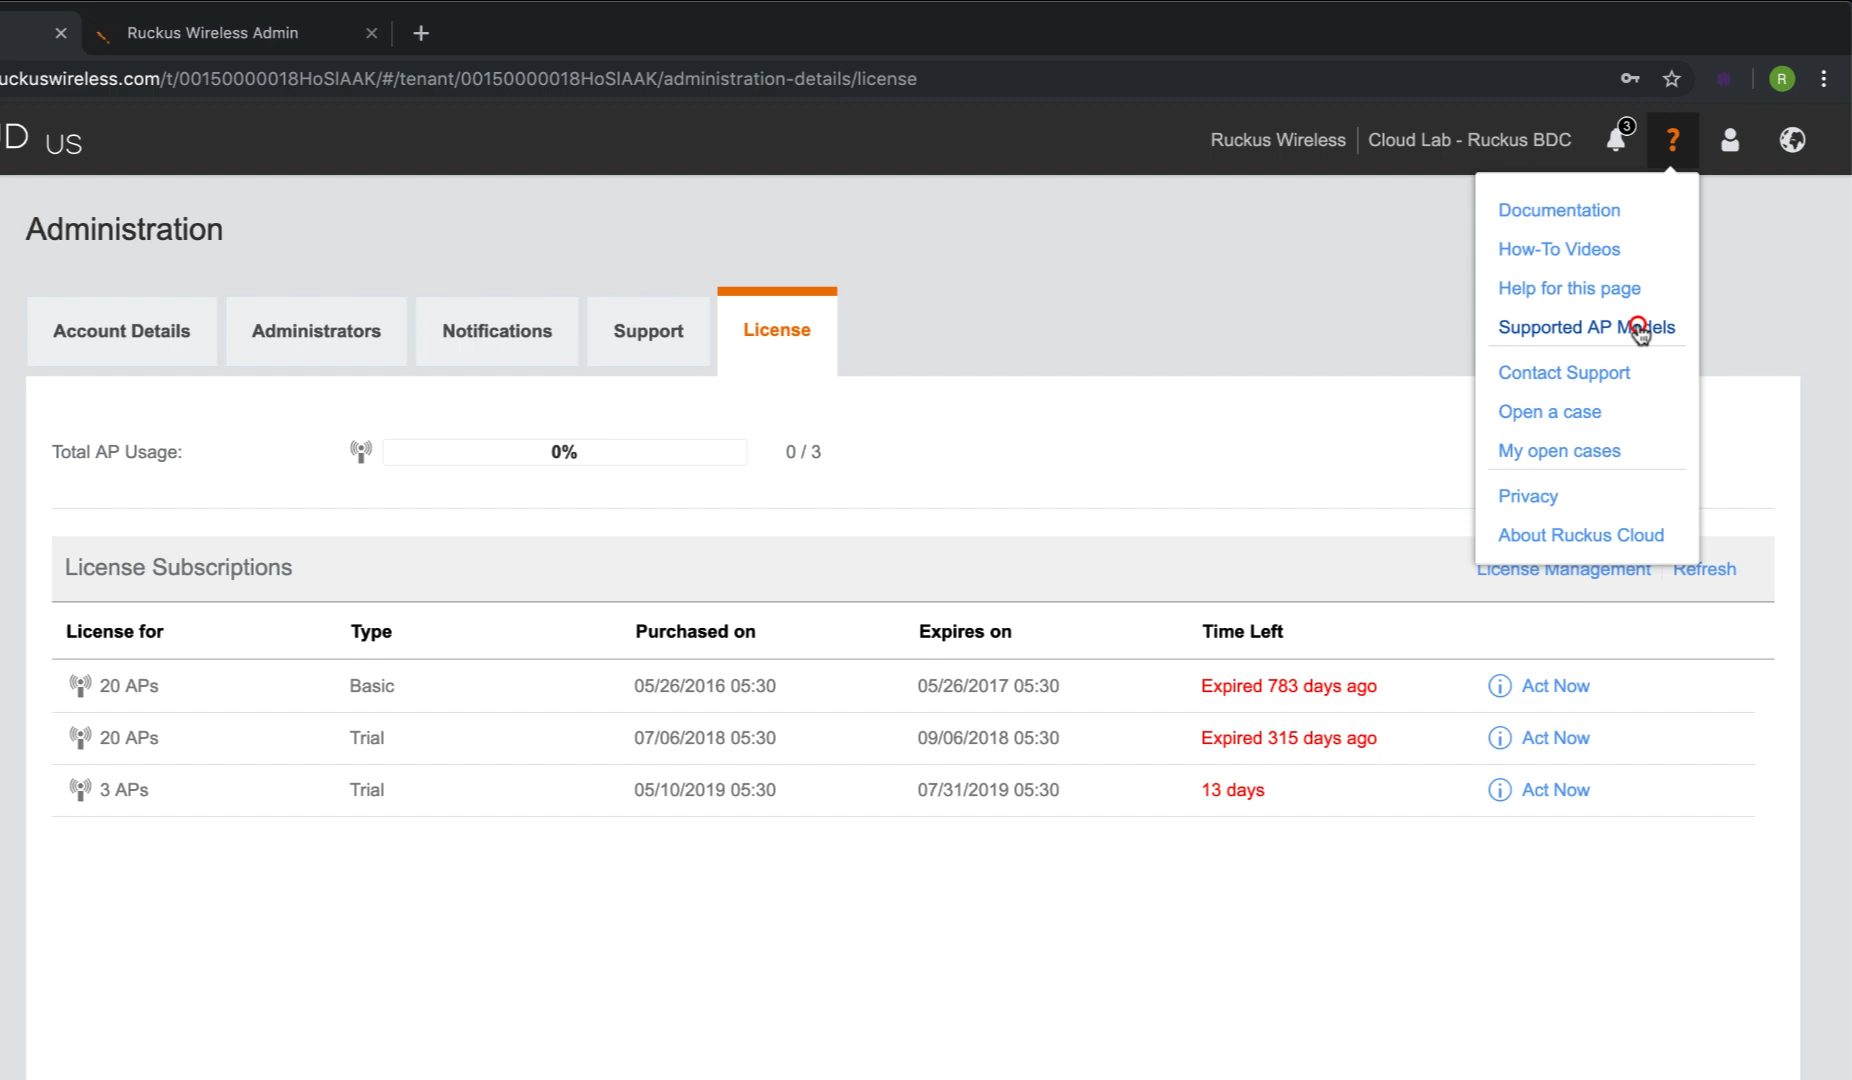 Ruckus Wireless Admin
uckuswireless.com/t/00150000018HoSIAAK/#/tenant/00150000018HoSIAAK/administration-details/license
R
D US
Ruckus Wireless Cloud Lab - Ruckus BDC 3 ?
Administration
Account Details Administrators Notifications Support License
Documentation
How-To Videos
Help for this page
Supported AP Models
Contact Support
Open a case
My open cases
Privacy
About Ruckus Cloud
Total AP Usage: 0% 0 / 3
License Subscriptions License Management Refresh
License for Type Purchased on Expires on Time Left
20 APs Basic 05/26/2016 05:30 05/26/2017 05:30 Expired 783 days ago Act Now
20 APs Trial 07/06/2018 05:30 09/06/2018 05:30 Expired 315 days ago Act Now
3 APs Trial 05/10/2019 05:30 07/31/2019 05:30 13 days Act Now